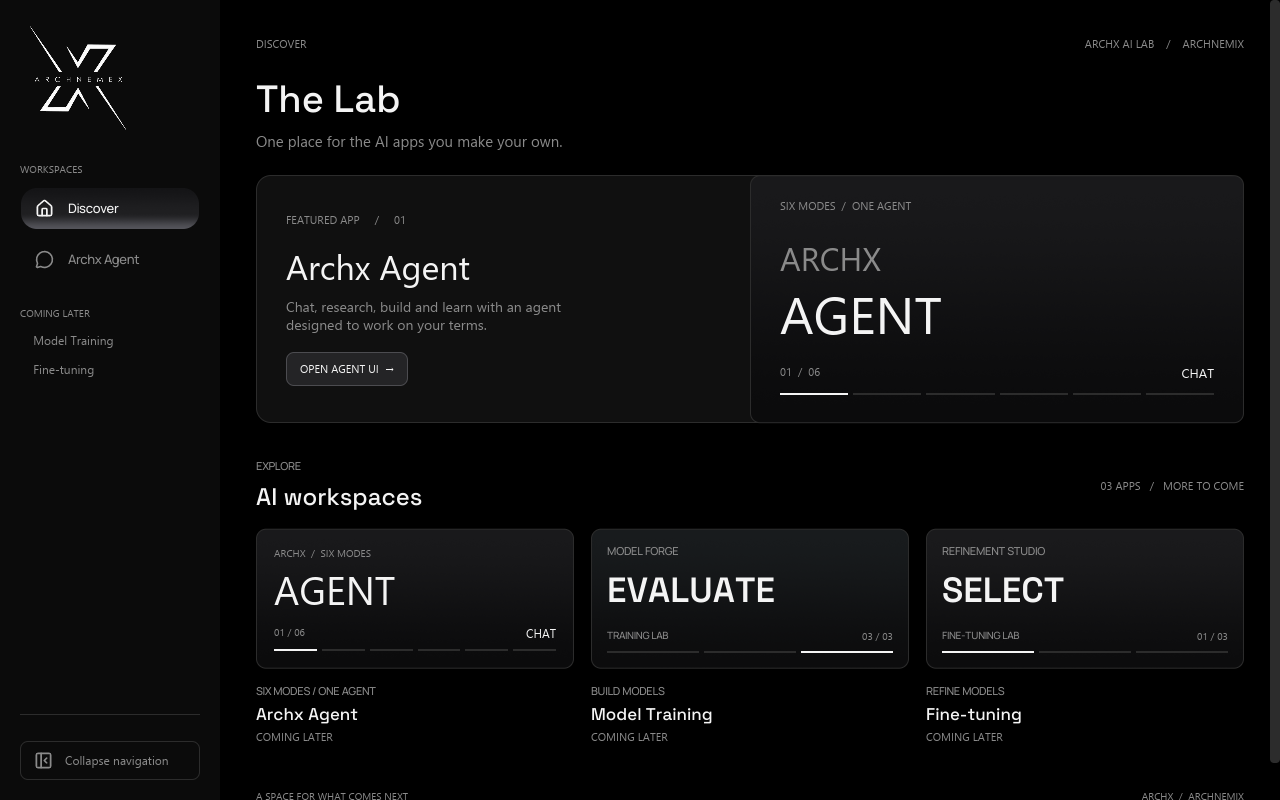 ARCHNEMEX
WORKSPACES
Discover
Archx Agent
COMING LATER
Model Training
Fine-tuning
Collapse navigation
DISCOVER
ARCHX AI LAB / ARCHNEMIX
The Lab
One place for the AI apps you make your own.
FEATURED APP / 01
Archx Agent
Chat, research, build and learn with an agent
designed to work on your terms.
OPEN AGENT UI →
SIX MODES / ONE AGENT
ARCHX
AGENT
01 / 06
CHAT
EXPLORE
AI workspaces
03 APPS / MORE TO COME
ARCHX / SIX MODES
AGENT
01 / 06
CHAT
SIX MODES / ONE AGENT
Archx Agent
COMING LATER
MODEL FORGE
EVALUATE
TRAINING LAB
03 / 03
BUILD MODELS
Model Training
COMING LATER
REFINEMENT STUDIO
SELECT
FINE-TUNING LAB
01 / 03
REFINE MODELS
Fine-tuning
COMING LATER
A SPACE FOR WHAT COMES NEXT
ARCHX / ARCHNEMIX